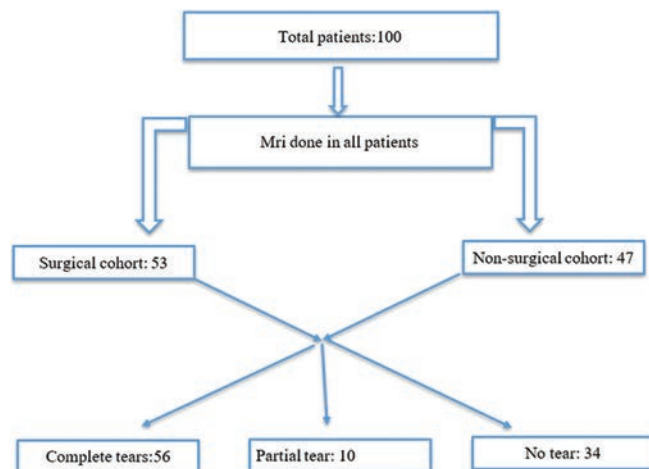 Total patients:100
Mri done in all patients
Surgical cohort: 53
Non-surgical cohort: 47
Complete tears:56
Partial tear: 10
No tear: 34